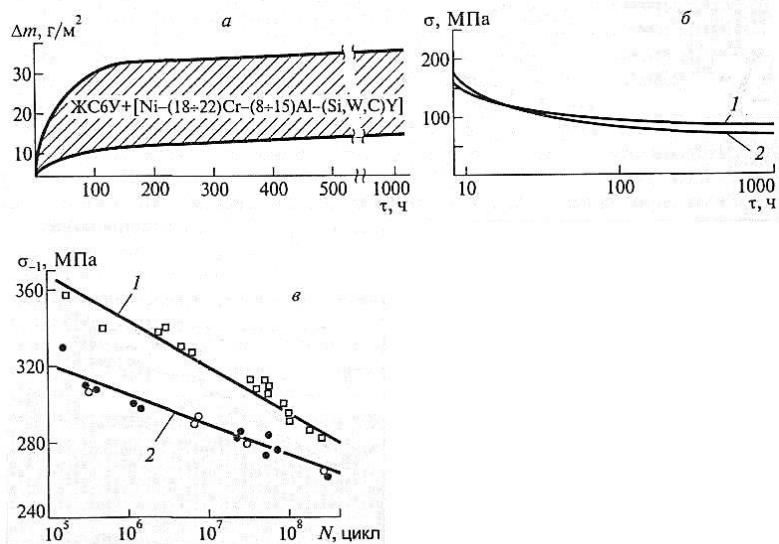 Δm, г/м²
а
30
20
10
ЖС6У+[Ni–(18÷22)Cr–(8÷15)Al–(Si,W,C)Y]
0 100 200 300 400 500 1000
τ, ч
σ, МПа
б
200
100
1
2
10 100 1000
τ, ч
σ₋₁, МПа
в
360
320
280
240
1
2
10⁵ 10⁶ 10⁷ 10⁸ N, цикл